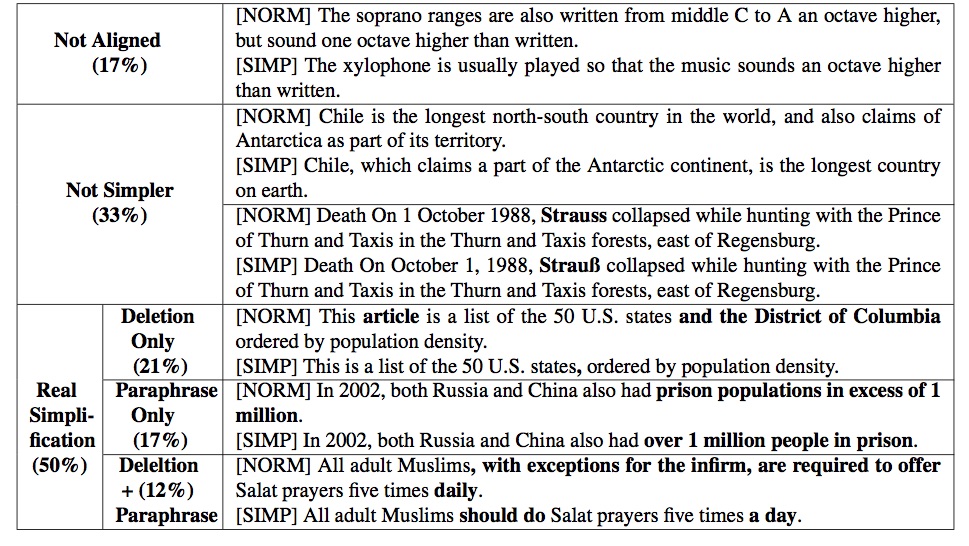 Not Aligned
(17%)
[NORM] The soprano ranges are also written from middle C to A an octave higher,
but sound one octave higher than written.
[SIMP] The xylophone is usually played so that the music sounds an octave higher
than written.
Not Simpler
(33%)
[NORM] Chile is the longest north-south country in the world, and also claims of
Antarctica as part of its territory.
[SIMP] Chile, which claims a part of the Antarctic continent, is the longest country
on earth.
[NORM] Death On 1 October 1988, Strauss collapsed while hunting with the Prince
of Thurn and Taxis in the Thurn and Taxis forests, east of Regensburg.
[SIMP] Death On October 1, 1988, Strauß collapsed while hunting with the Prince
of Thurn and Taxis in the Thurn and Taxis forests, east of Regensburg.
Real
Simpli-
fication
(50%)
Deletion
Only
(21%)
[NORM] This article is a list of the 50 U.S. states and the District of Columbia
ordered by population density.
[SIMP] This is a list of the 50 U.S. states, ordered by population density.
Paraphrase
Only
(17%)
[NORM] In 2002, both Russia and China also had prison populations in excess of 1
million.
[SIMP] In 2002, both Russia and China also had over 1 million people in prison.
Deleltion
+ (12%)
Paraphrase
[NORM] All adult Muslims, with exceptions for the infirm, are required to offer
Salat prayers five times daily.
[SIMP] All adult Muslims should do Salat prayers five times a day.